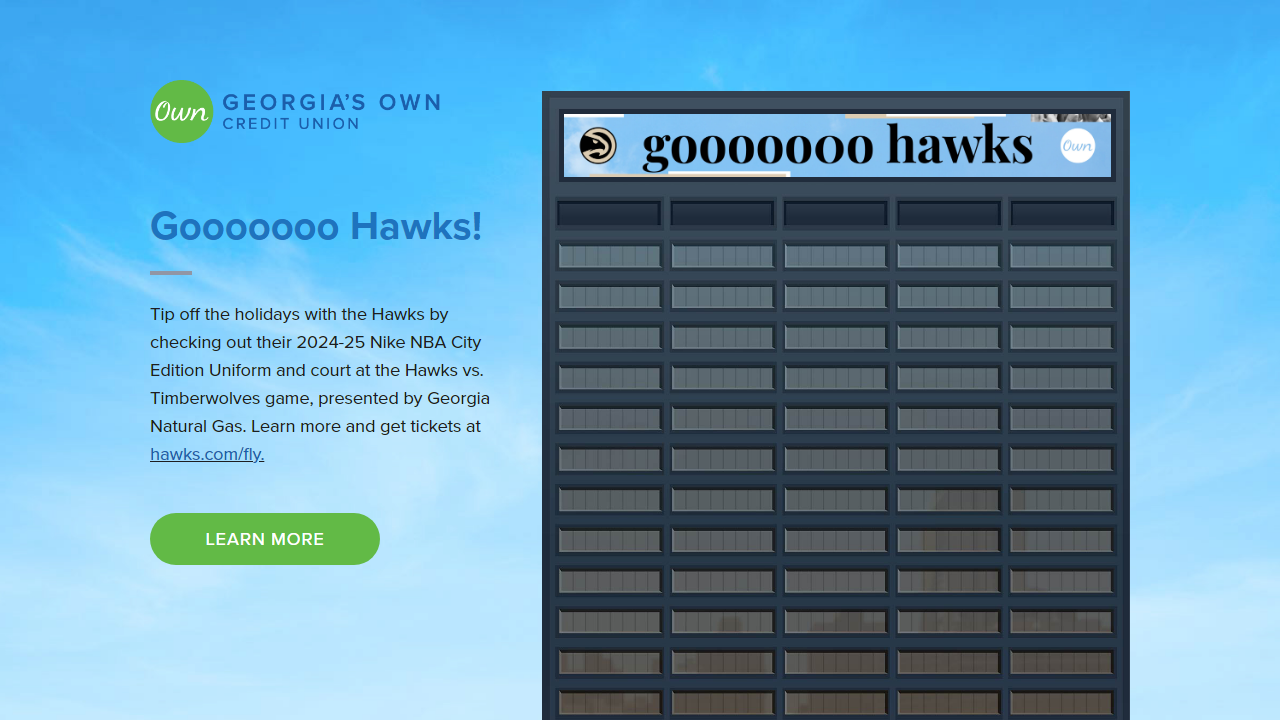 Own
GEORGIA'S OWN
CREDIT UNION
gooooooo hawks
Own
Gooooooo Hawks!
Tip off the holidays with the Hawks by
checking out their 2024-25 Nike NBA City
Edition Uniform and court at the Hawks vs.
Timberwolves game, presented by Georgia
Natural Gas. Learn more and get tickets at
hawks.com/fly.
LEARN MORE